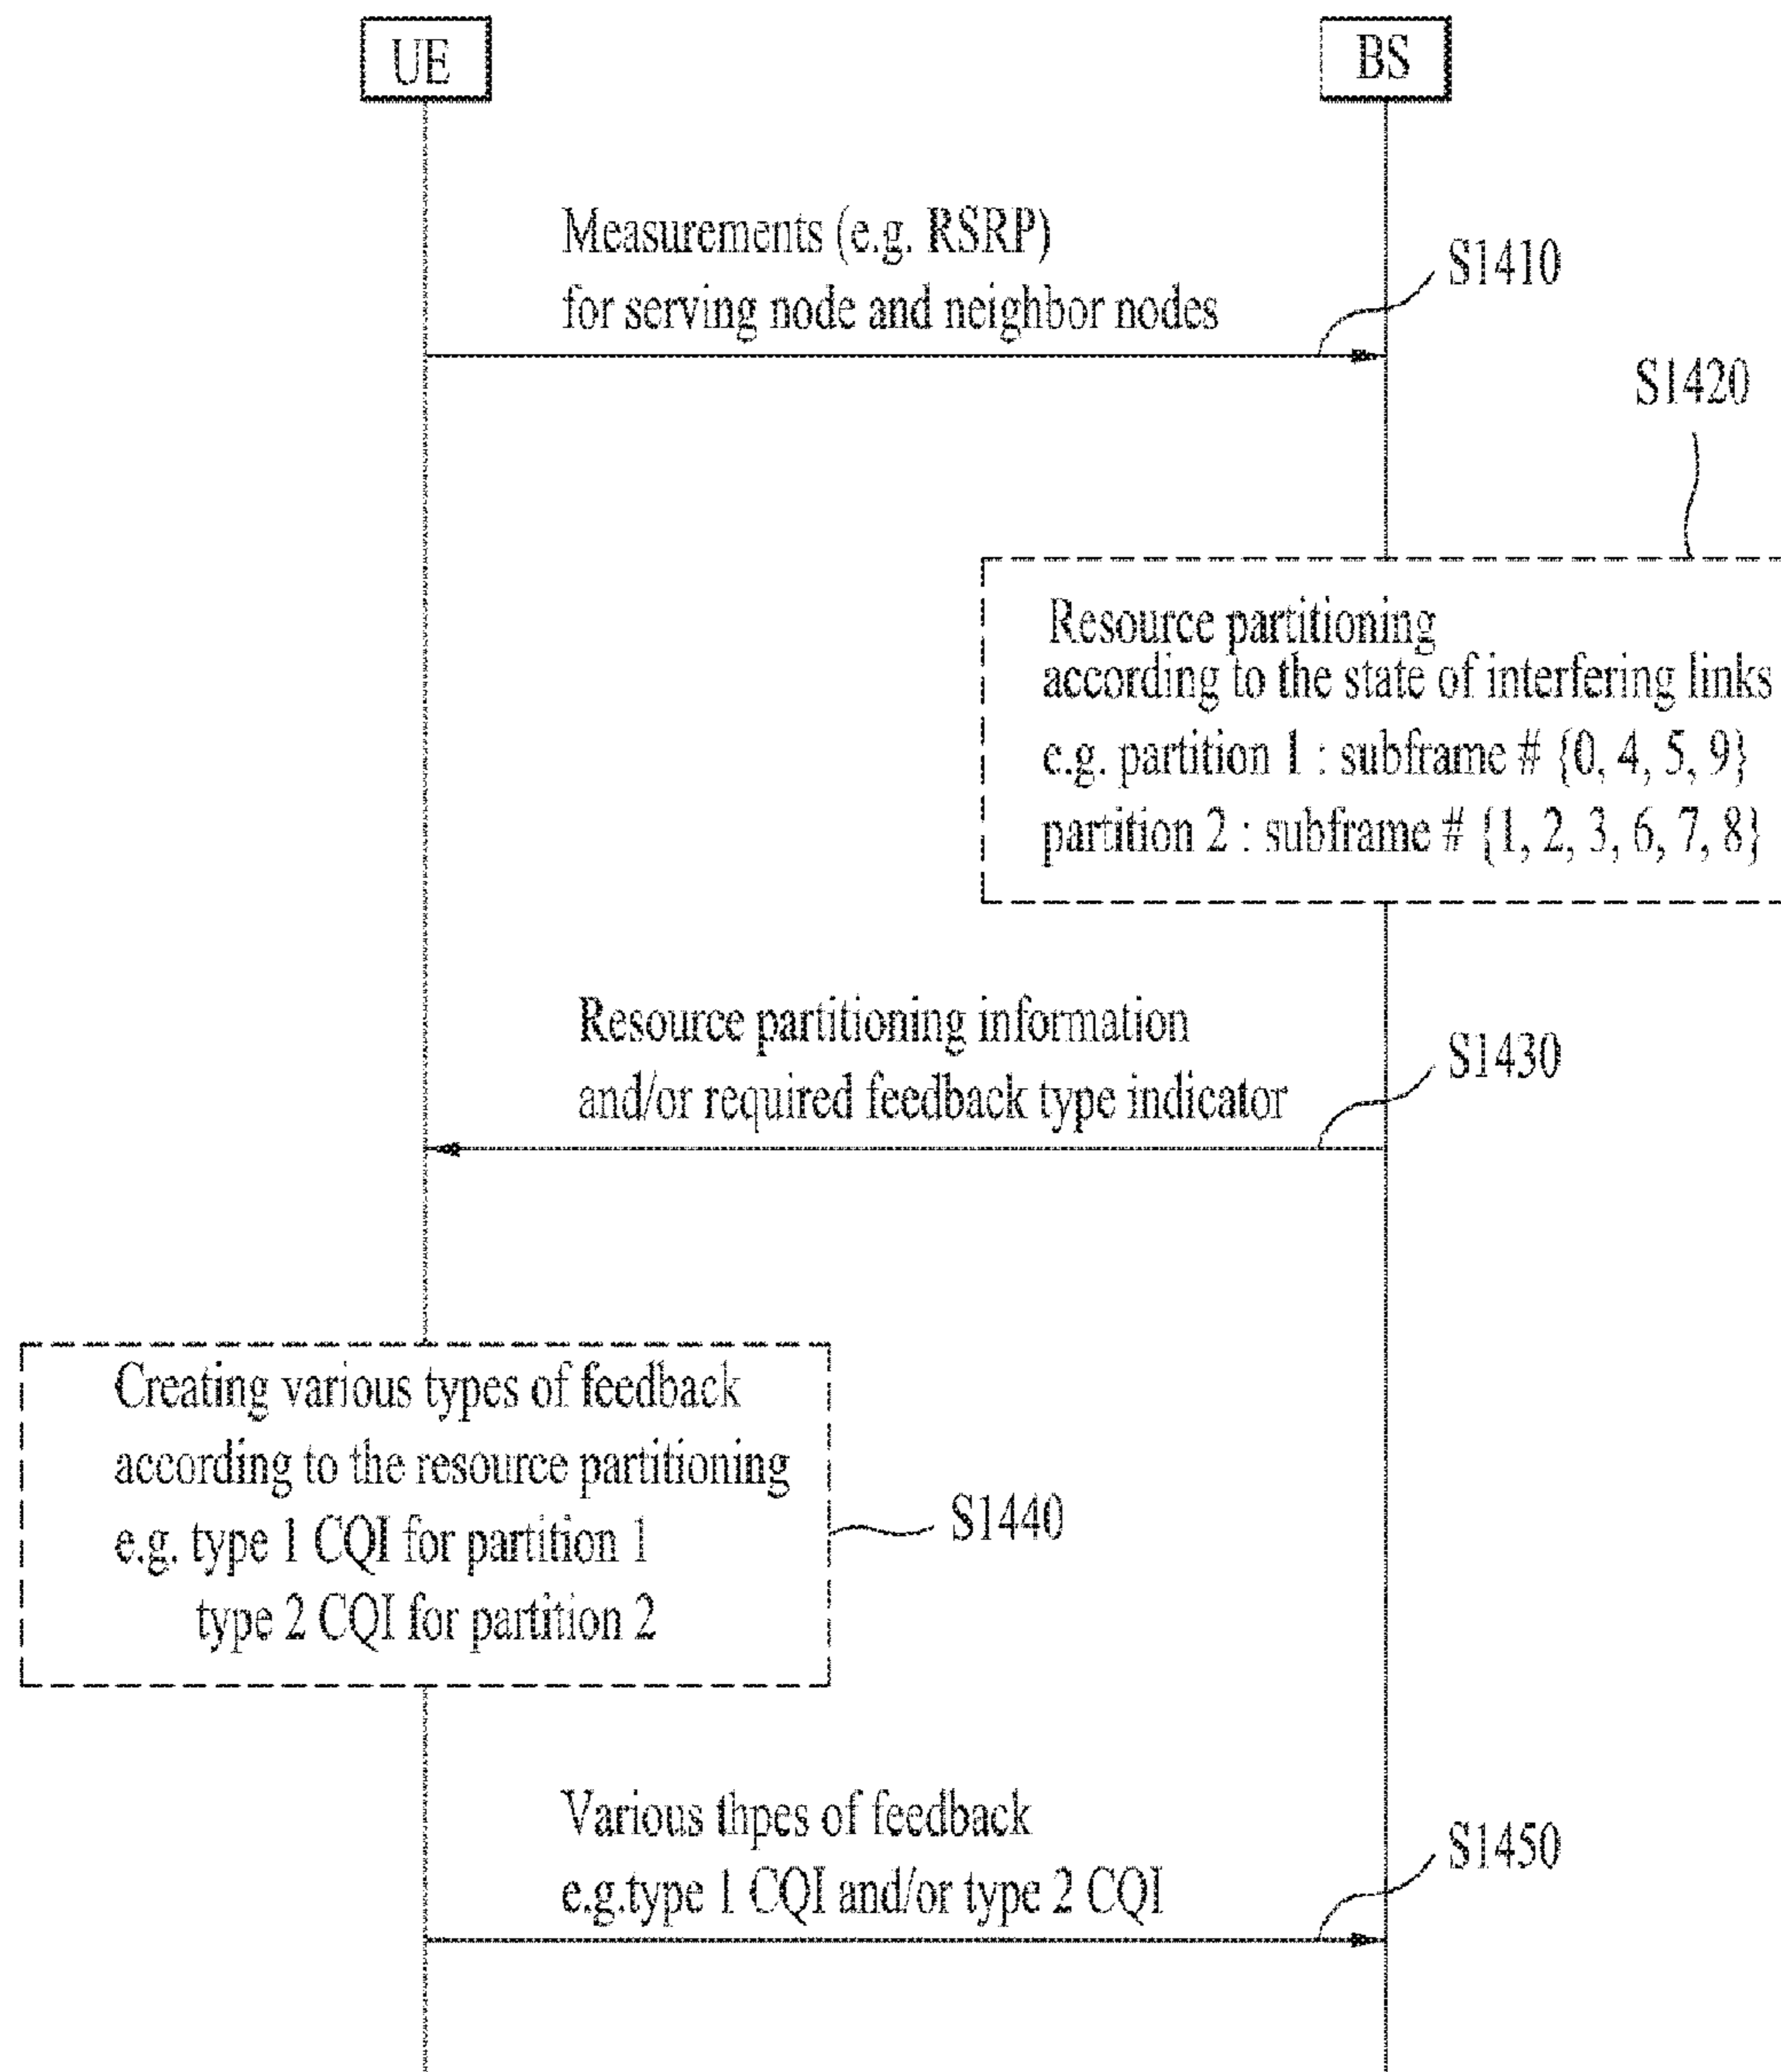 UE
BS
Measurements (e.g. RSRP)
for serving node and neighbor nodes
S1410
S1420
Resource partitioning
according to the state of interfering links
e.g. partition 1 : subframe # {0, 4, 5, 9}
partition 2 : subframe # {1, 2, 3, 6, 7, 8}
Resource partitioning information
and/or required feedback type indicator
S1430
Creating various types of feedback
according to the resource partitioning
e.g. type 1 CQI for partition 1
type 2 CQI for partition 2
S1440
Various thpes of feedback
e.g.type 1 CQI and/or type 2 CQI
S1450